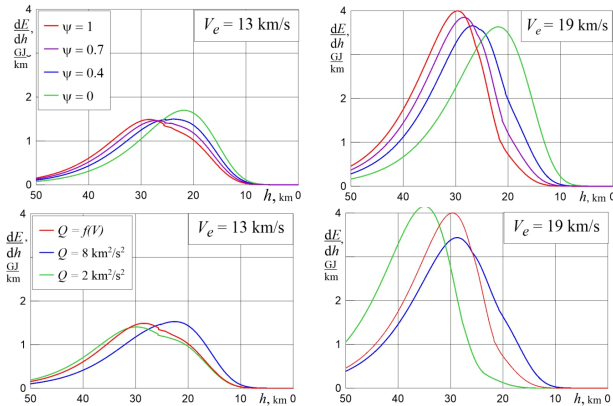 4
dE,
dh
GJ
km
2
1
0
ψ = 1
ψ = 0.7
ψ = 0.4
ψ = 0
Ve = 13 km/s
50 40 30 20 10 0
h, km
4
dE,
dh
GJ
km
2
1
0
Ve = 19 km/s
50 40 30 20 10 0
h, km
4
dE,
dh
GJ
km
2
1
0
Q = f(V)
Q = 8 km²/s²
Q = 2 km²/s²
Ve = 13 km/s
50 40 30 20 10 0
h, km
4
dE,
dh
GJ
km
2
1
0
Ve = 19 km/s
50 40 30 20 10 0
h, km